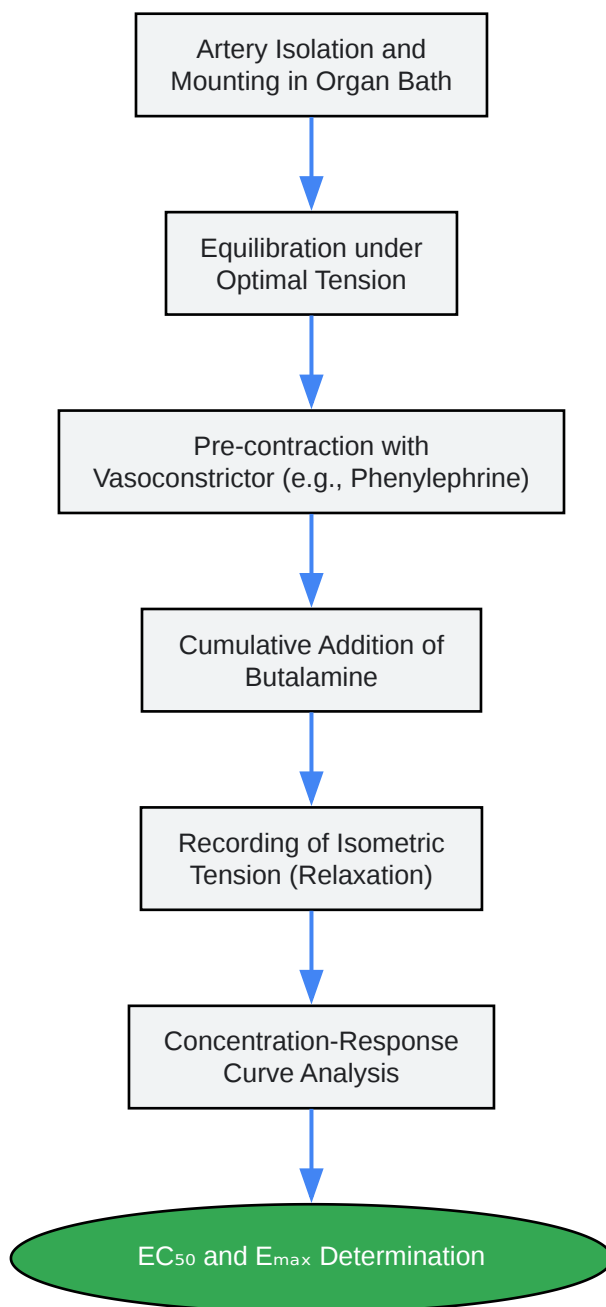 Artery Isolation and
Mounting in Organ Bath
Equilibration under
Optimal Tension
Pre-contraction with
Vasoconstrictor (e.g., Phenylephrine)
Cumulative Addition of
Butalamine
Recording of Isometric
Tension (Relaxation)
Concentration-Response
Curve Analysis
EC₅₀ and Eₘₐₓ Determination